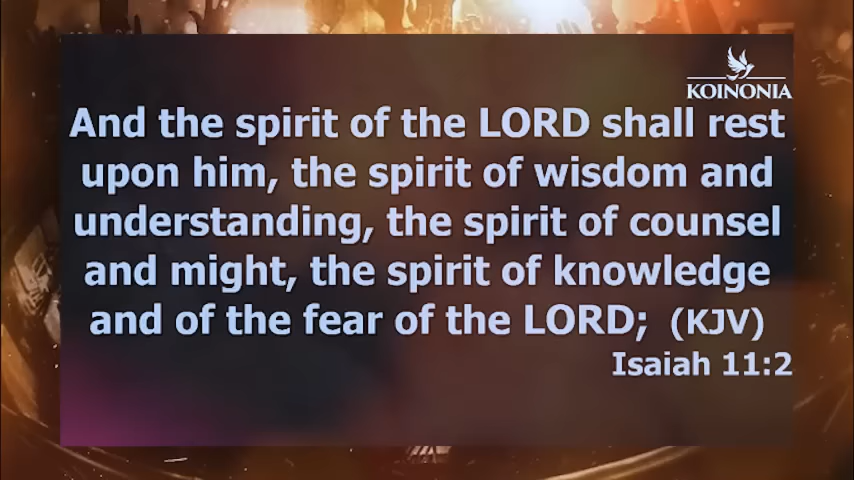 KOINONIA
And the spirit of the LORD shall rest
upon him, the spirit of wisdom and
understanding, the spirit of counsel
and might, the spirit of knowledge
and of the fear of the LORD; (KJV)
Isaiah 11:2